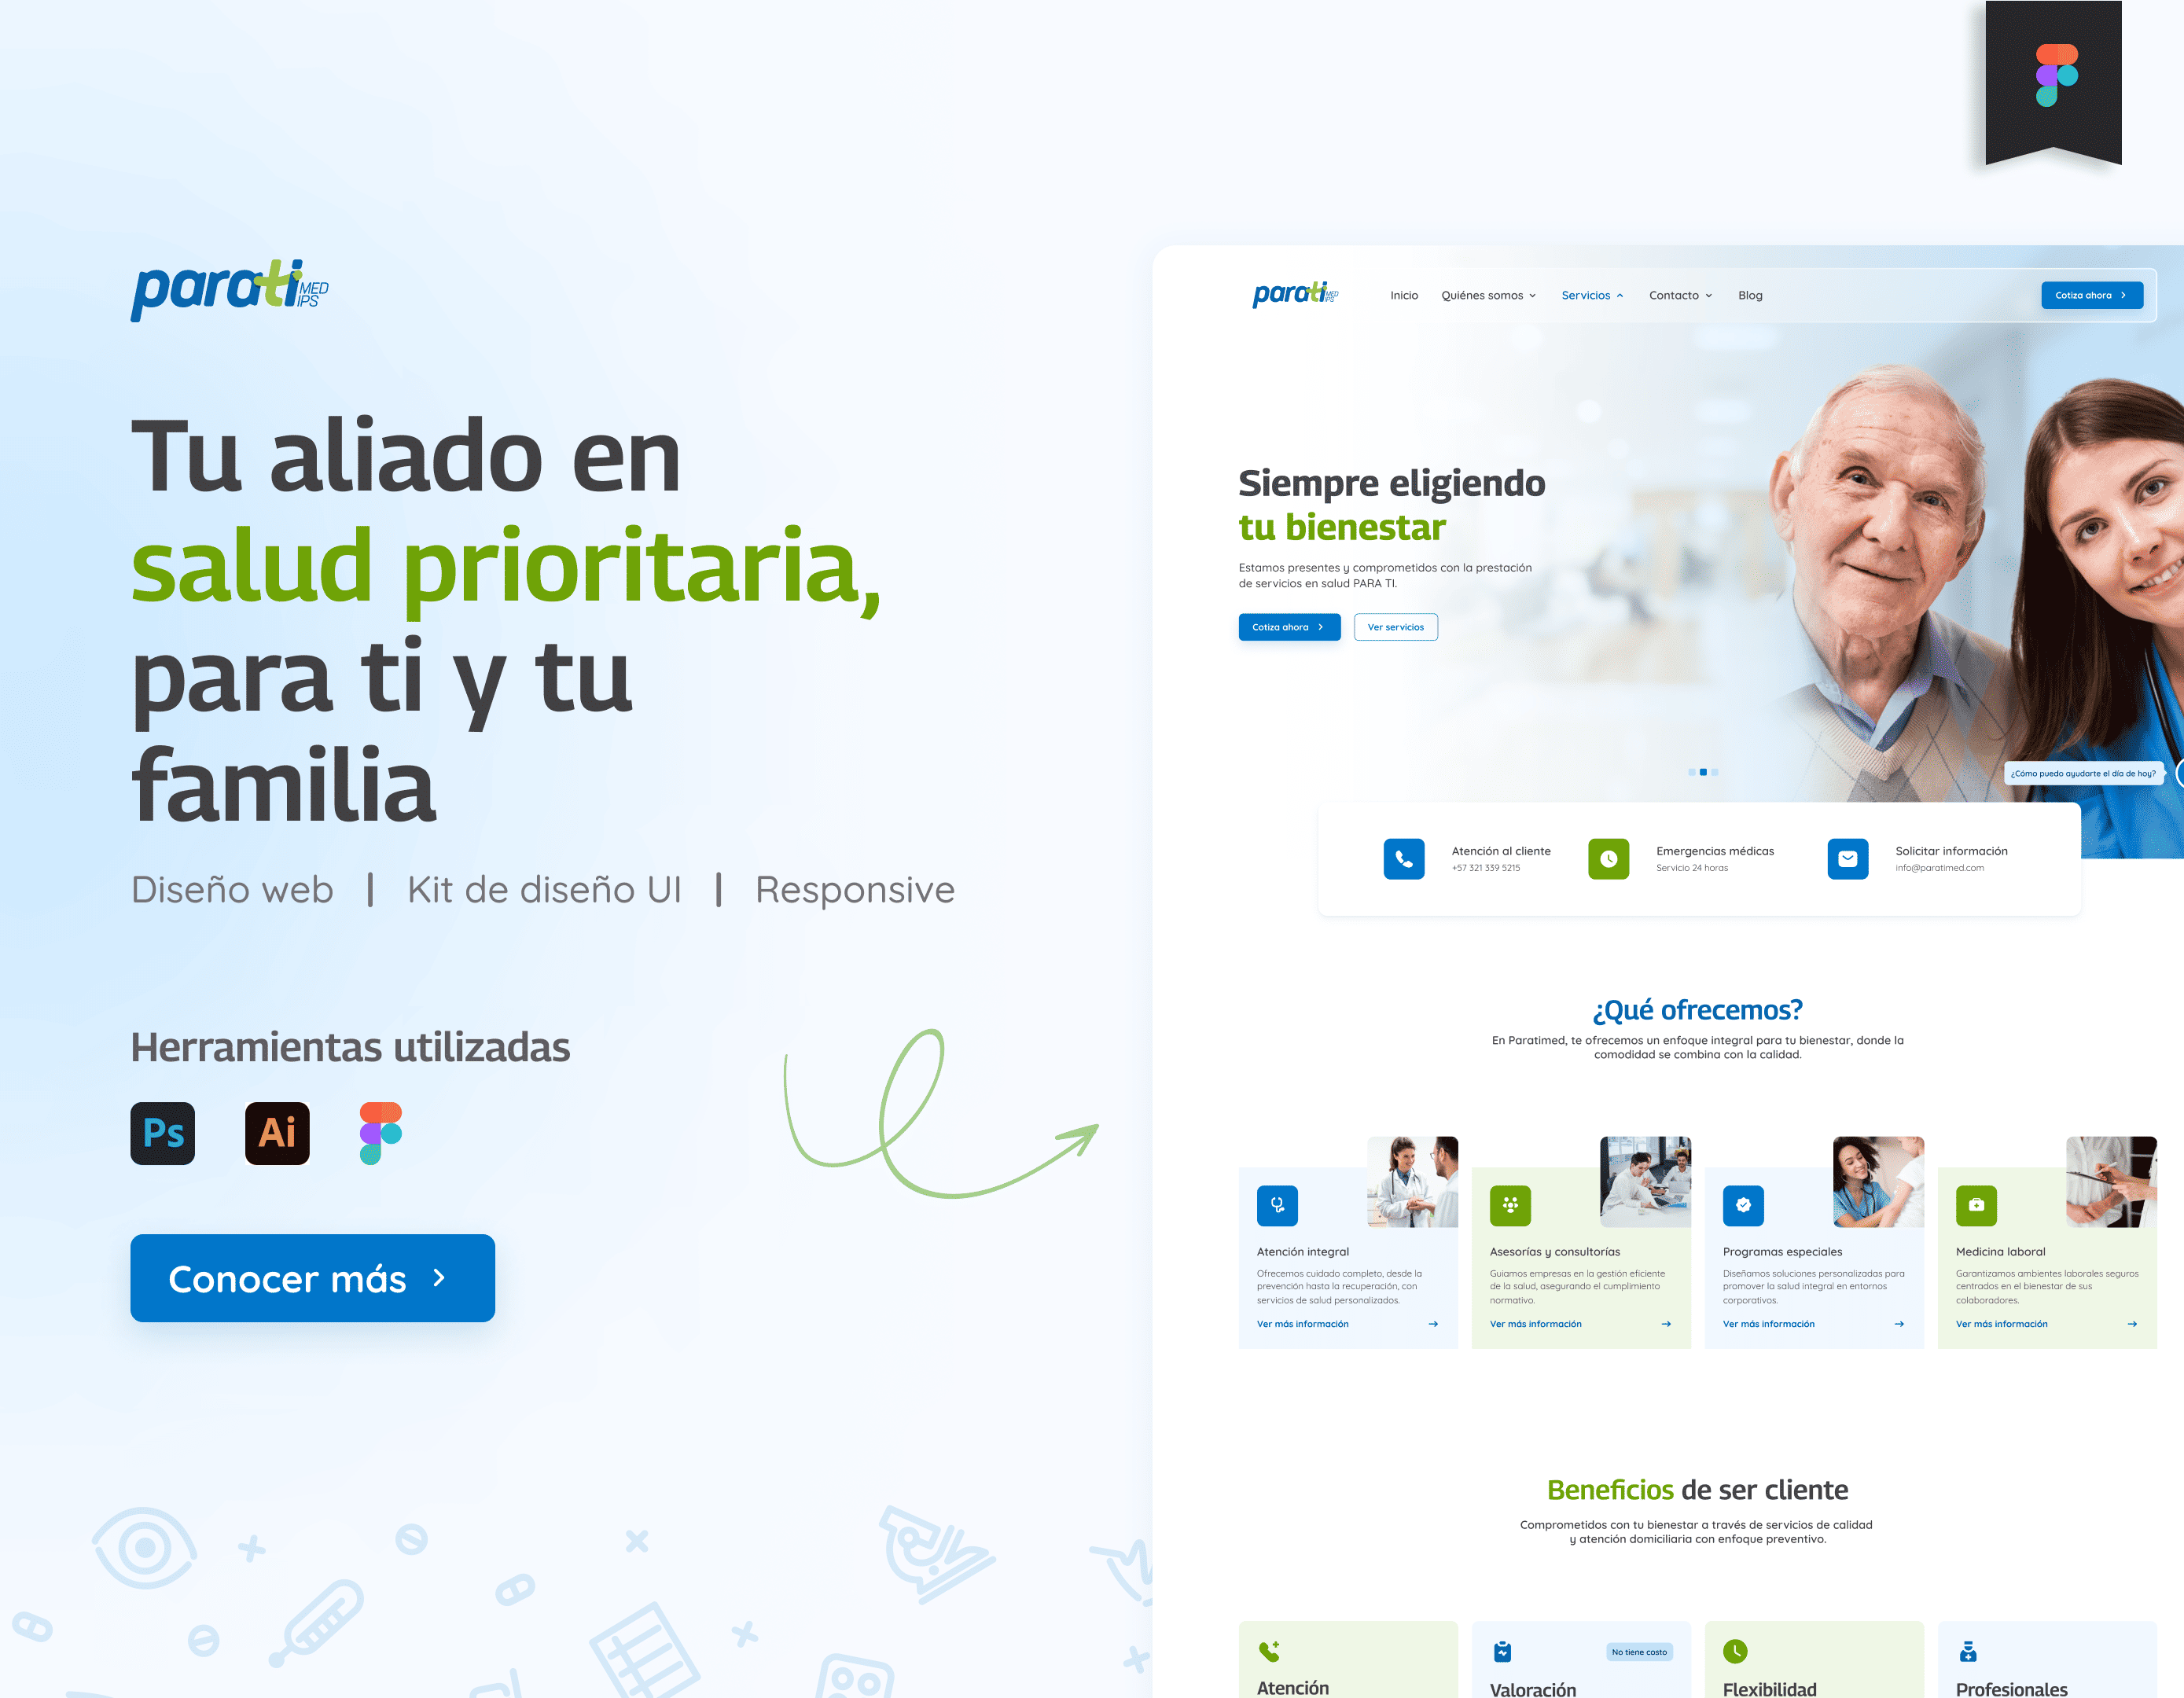 parati MED IPS
Tu aliado en
salud prioritaria,
para ti y tu
familia
Diseño web | Kit de diseño UI | Responsive
Herramientas utilizadas
Ps Ai
Conocer más
parati MED IPS
Inicio Quiénes somos Servicios Contacto Blog
Cotiza ahora
Siempre eligiendo
tu bienestar
Estamos presentes y comprometidos con la prestación
de servicios en salud PARA TI.
Cotiza ahora
Ver servicios
¿Cómo puedo ayudarte el día de hoy?
Atención al cliente
+57 321 339 5215
Emergencias médicas
Servicio 24 horas
Solicitar información
info@paratimed.com
¿Qué ofrecemos?
En Paratimed, te ofrecemos un enfoque integral para tu bienestar, donde la
comodidad se combina con la calidad.
Atención integral
Ofrecemos cuidado completo, desde la
prevención hasta la recuperación, con
servicios de salud personalizados.
Ver más información
Asesorías y consultorías
Guiamos empresas en la gestión eficiente
de la salud, asegurando el cumplimiento
normativo.
Ver más información
Programas especiales
Diseñamos soluciones personalizadas para
promover la salud integral en entornos
corporativos.
Ver más información
Medicina laboral
Garantizamos ambientes laborales seguros
centrados en el bienestar de sus
colaboradores.
Ver más información
Beneficios de ser cliente
Comprometidos con tu bienestar a través de servicios de calidad
y atención domiciliaria con enfoque preventivo.
Atención
No tiene costo
Valoración
Flexibilidad
Profesionales